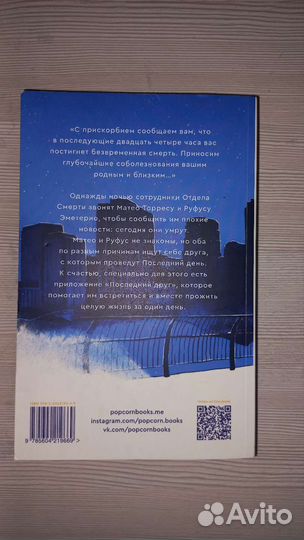 «С прискорбием сообщаем вам, что
в последующие двадцать четыре часа вас
постигнет безвременная смерть. Приносим
глубочайшие соболезнования вашим
родным и близким...»
Однажды ночью сотрудники Отдела
Смерти звонят Матео Торресу и Руфусу
Эметерио, чтобы сообщить им плохие
новости: сегодня они умрут.
Матео и Руфус не знакомы, но оба
по разным причинам ищут себе друга,
с которым проведут Последний день.
К счастью, специально для этого есть
приложение «Последний друг», которое
помогает им встретиться и вместе прожить
целую жизнь за один день.
popcornbooks.me
instagram.com/popcorn.books
vk.com/popcornbooks
9 785604 219669 >
Avito